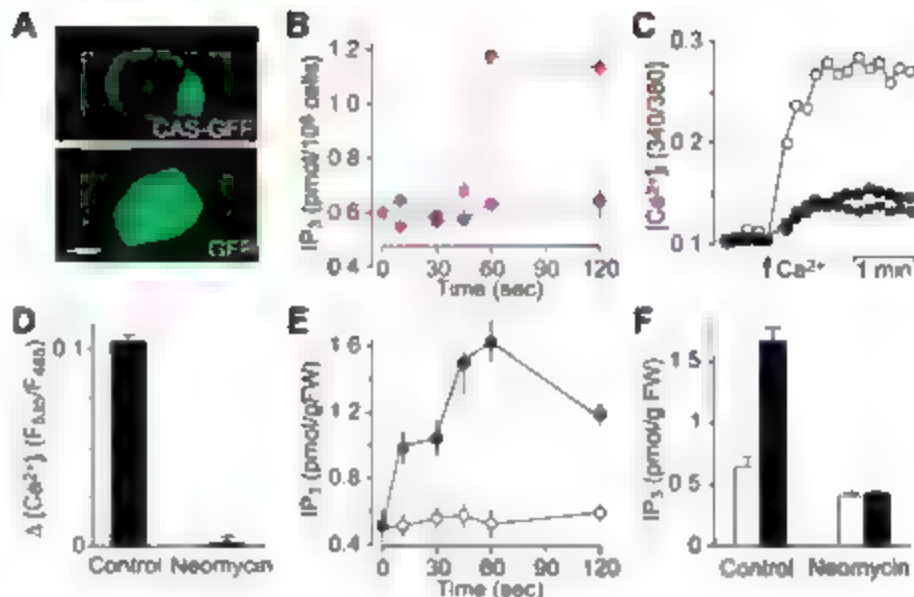 A
CAS-GFP
GFP
B
IP3 (pmol/10⁶ cells)
1.2
1.0
0.8
0.6
0.4
0 30 60 90 120
Time (sec)
C
[Ca²⁺]i (340/380)
0.3
0.2
0.1
Ca²⁺
1 min
D
Δ [Ca²⁺]i (F535/F485)
0.1
0
Control Neomycin
E
IP3 (pmol/gFW)
1.6
1.2
0.8
0.4
0 30 60 90 120
Time (sec)
F
IP3 (pmol/g FW)
1.5
1
0.5
0
Control Neomycin